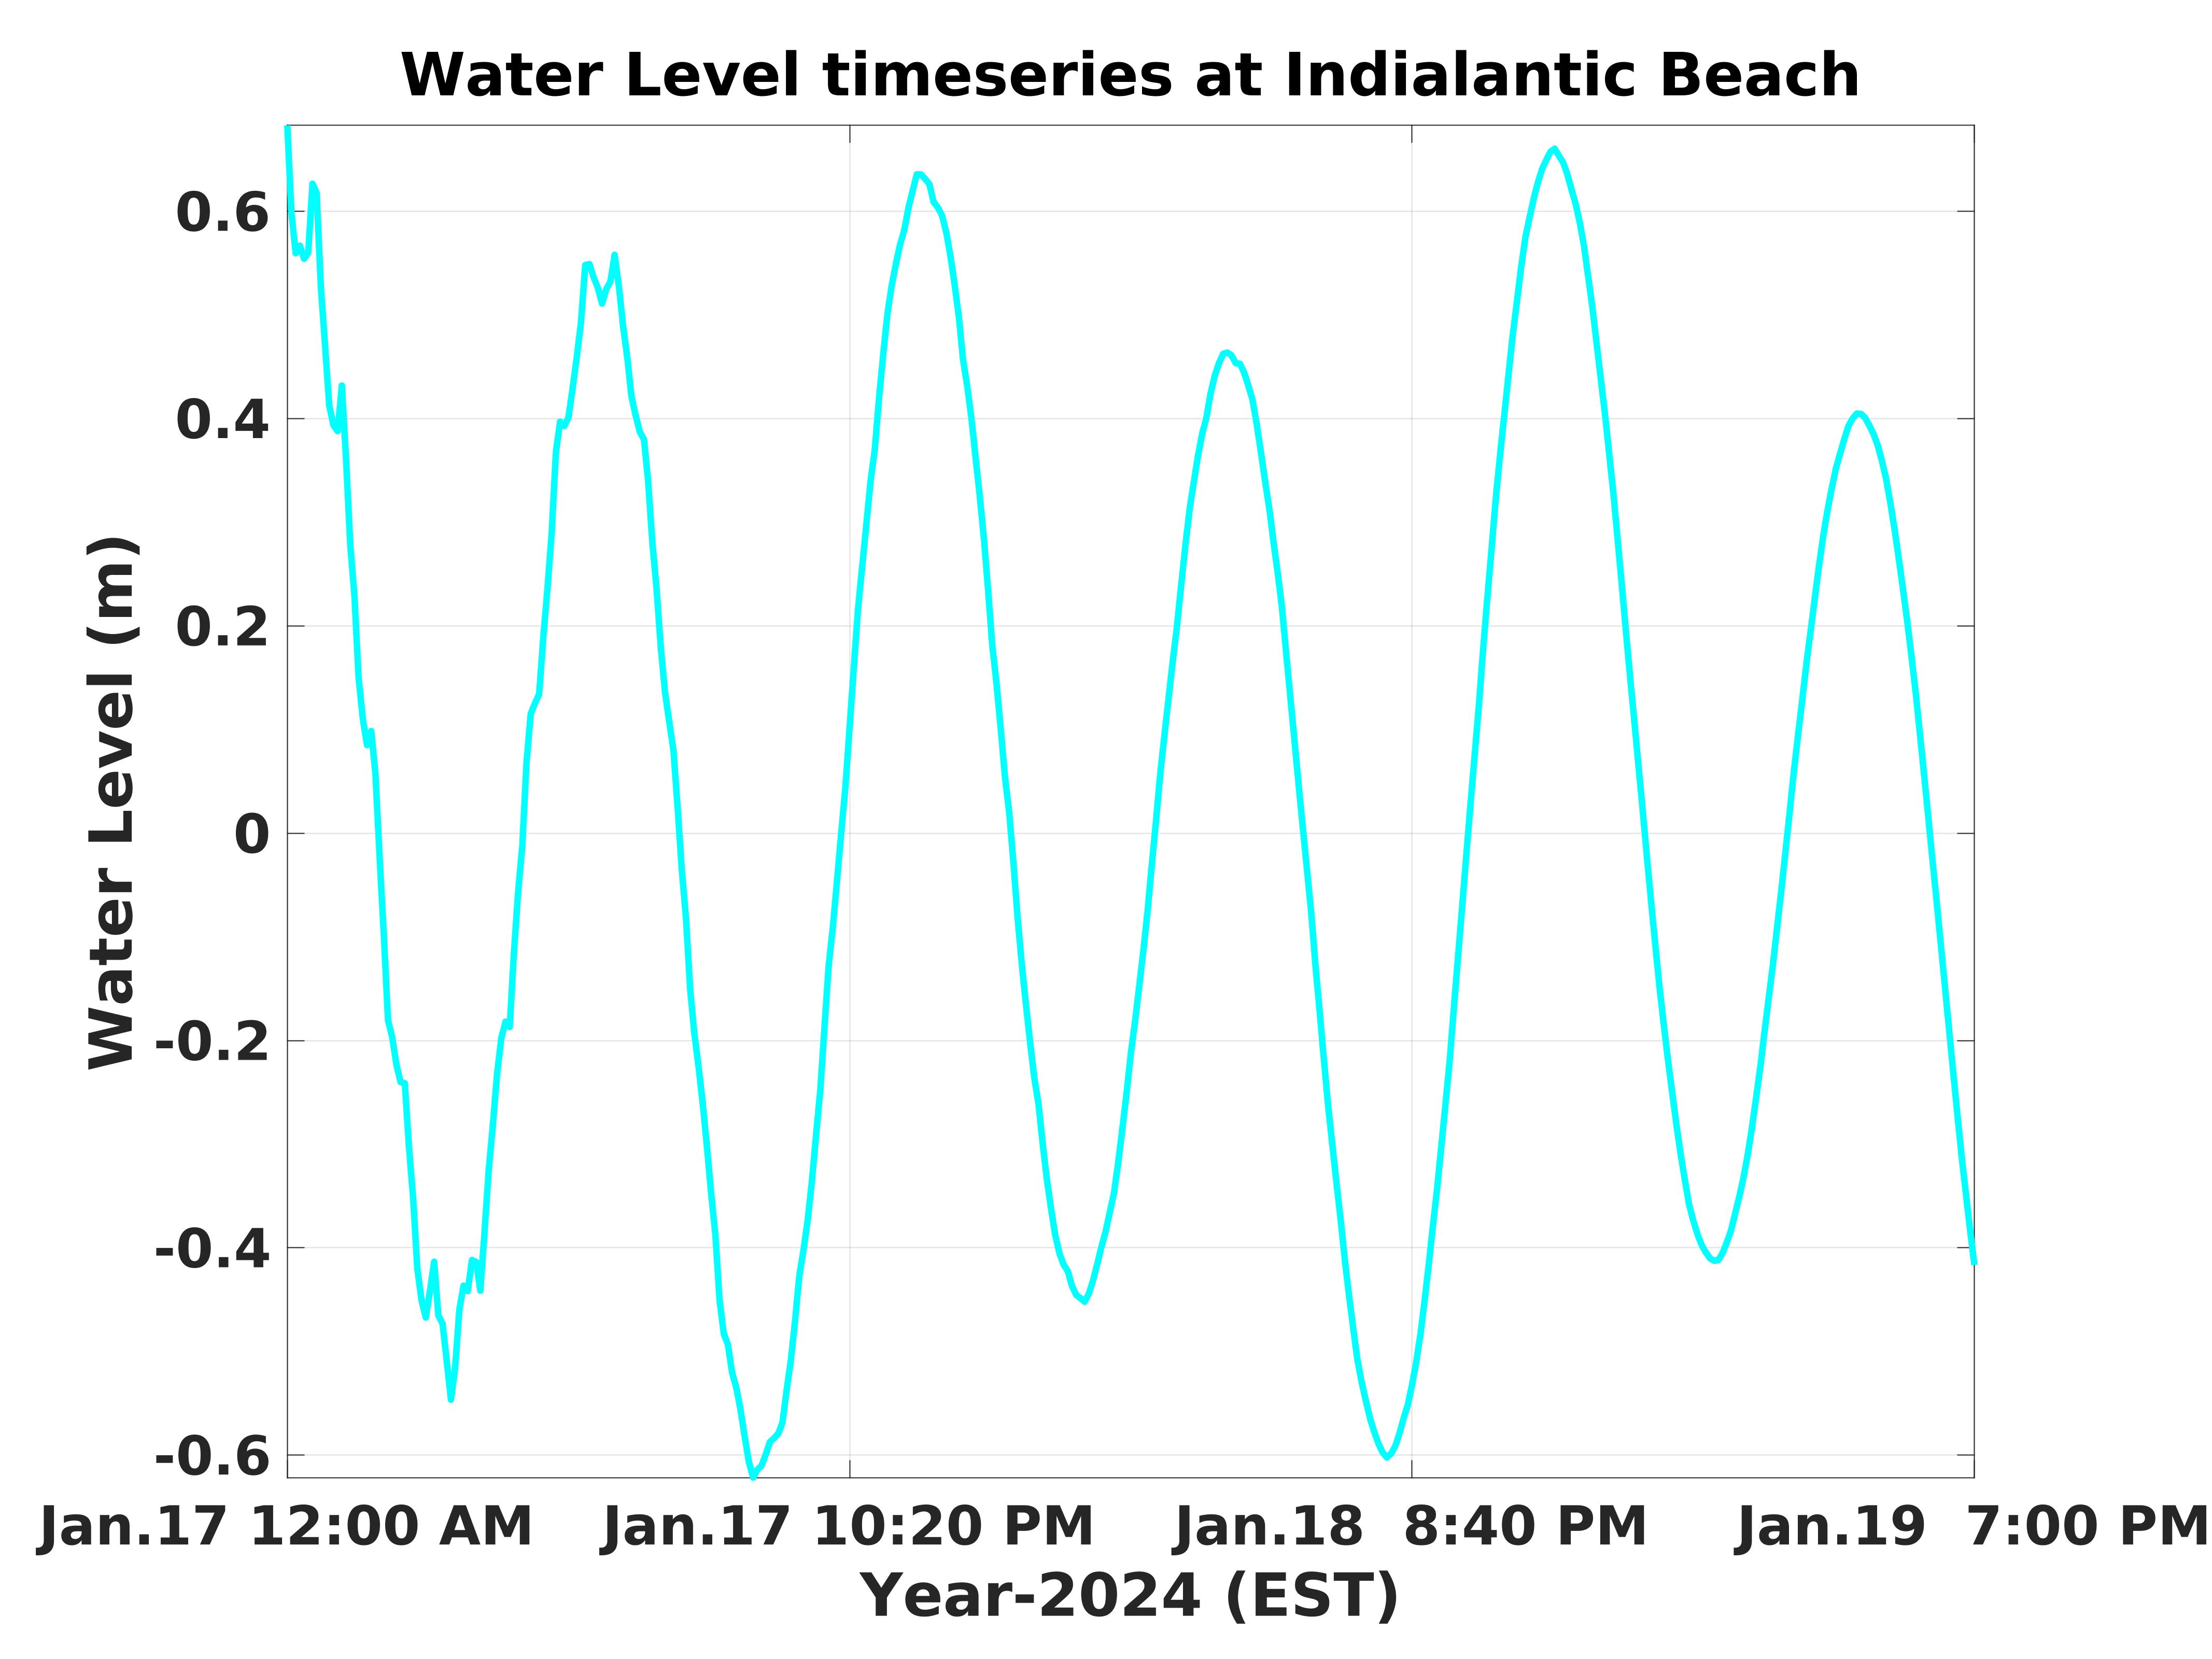 Water Level timeseries at Indialantic Beach
Water Level (m)
0.6
0.4
0.2
0
-0.2
-0.4
-0.6
Jan.17 12:00 AM Jan.17 10:20 PM Jan.18 8:40 PM Jan.19 7:00 PM
Year-2024 (EST)